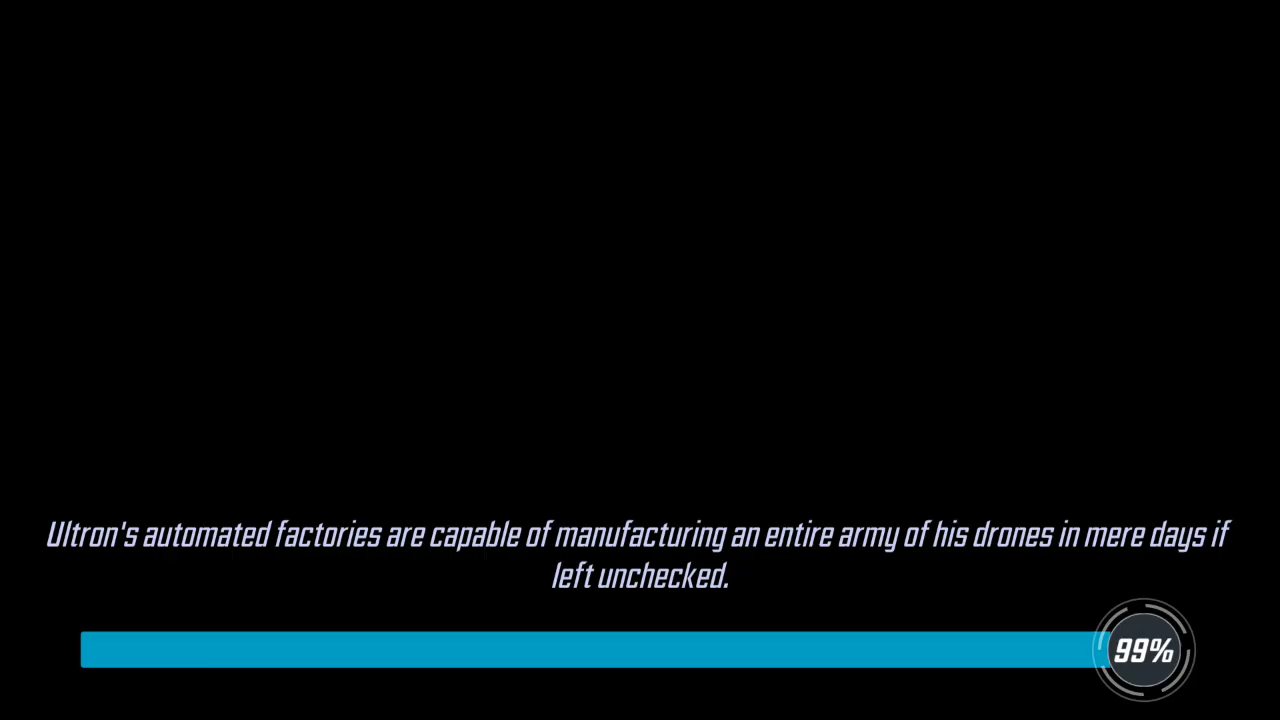 Ultron's automated factories are capable of manufacturing an entire army of his drones in mere days if
left unchecked.
99%